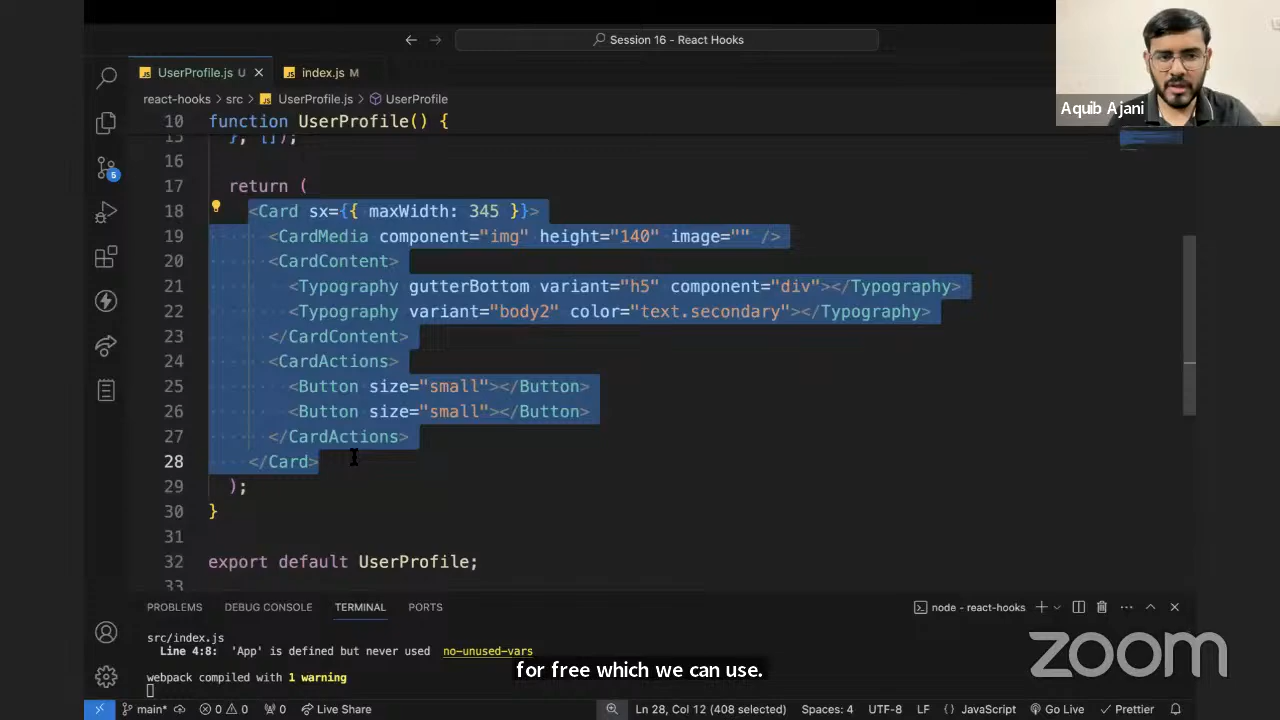 Session 16 - React Hooks
UserProfile.js U
index.js M
react-hooks > src > UserProfile.js > UserProfile
Aquib Ajani
10 function UserProfile() {
15 }, []);
16
17 return (
18 <Card sx={{ maxWidth: 345 }}>
19 <CardMedia component="img" height="140" image="" />
20 <CardContent>
21 <Typography gutterBottom variant="h5" component="div"></Typography>
22 <Typography variant="body2" color="text.secondary"></Typography>
23 </CardContent>
24 <CardActions>
25 <Button size="small"></Button>
26 <Button size="small"></Button>
27 </CardActions>
28 </Card>
29 );
30 }
31
32 export default UserProfile;
33
5
PROBLEMS DEBUG CONSOLE TERMINAL PORTS
node - react-hooks
src/index.js
Line 4:8: 'App' is defined but never used no-unused-vars
webpack compiled with 1 warning
for free which we can use.
zoom
main* 0 0 0 Live Share Ln 28, Col 12 (408 selected) Spaces: 4 UTF-8 LF {} JavaScript Go Live Prettier